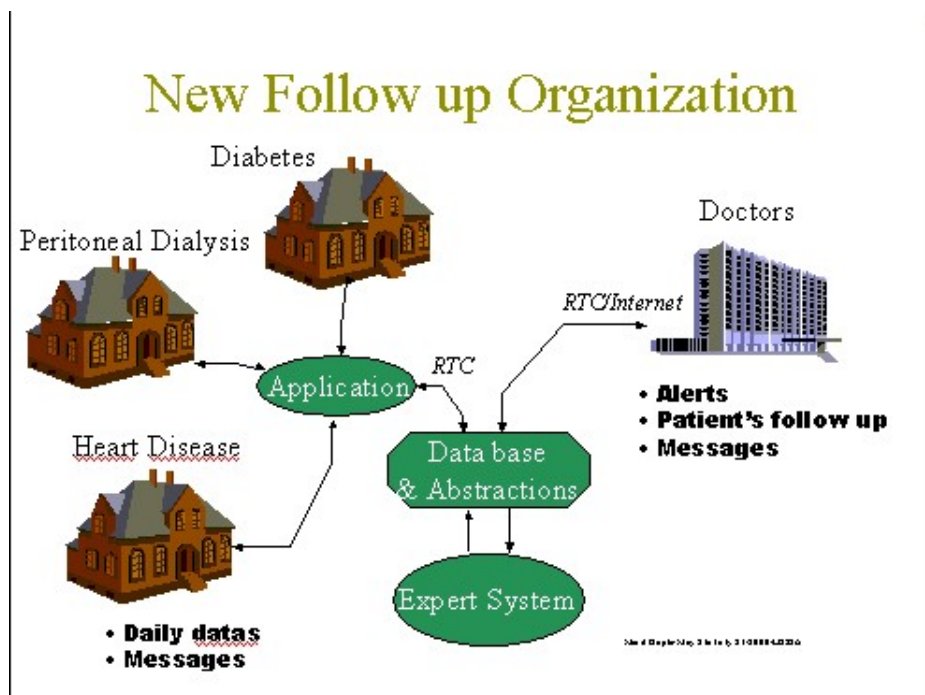 New Follow up Organization
Diabetes
Doctors
Peritoneal Dialysis
RTC/Internet
RTC
Application
• Alerts
• Patient's follow up
• Messages
Heart Disease
Data base
& Abstractions
Expert System
• Daily datas
• Messages